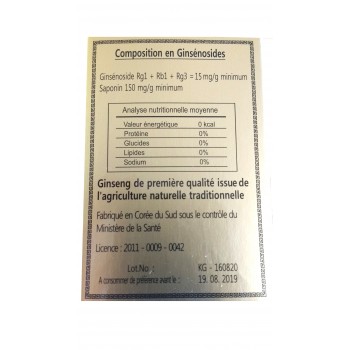 Composition en Ginsénosides
Ginsénoside Rg1 + Rb1 + Rg3 = 15 mg/g minimum
Saponin 150 mg/g minimum
Analyse nutritionnelle moyenne
Valeur énergétique 0 kcal
Protéine 0%
Glucides 0%
Lipides 0%
Sodium 0%
Ginseng de première qualité issue de
l'agriculture naturelle traditionnelle
Fabriqué en Corée du Sud sous le contrôle du
Ministère de la Santé
Licence : 2011 - 0009 - 0042
Lot No : KG - 160820
A consommer de préférence avant le : 19. 08. 2019